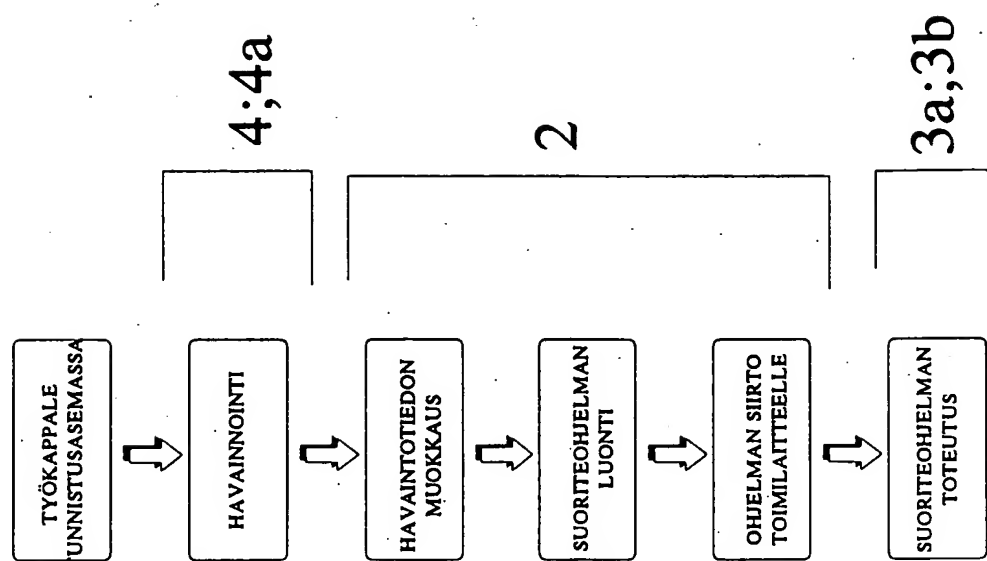 TYÖKAPPALE
TUNNISTUSASEMASSA
HAVAINNOINTI
4;4a
HAVAINTOTIEDON
MUOKKAUS
SUORITEOHJELMAN
LUONTI
OHJELMAN SIIRTO
TOIMILAITTEELLE
2
SUORITEOHJELMAN
TOTEUTUS
3a;3b